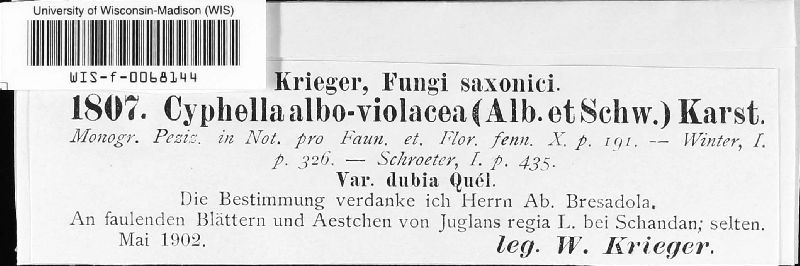 University of Wisconsin-Madison (WIS)
WIS-f-0068144
Krieger, Fungi saxonici.
1807. Cyphella albo-violacea (Alb. et Schw.) Karst.
Monogr. Peziz. in Not. pro Faun. et. Flor. fenn. X. p. 191. — Winter, I.
p. 326. — Schroeter, I. p. 435.
Var. dubia Quél.
Die Bestimmung verdanke ich Herrn Ab. Bresadola.
An faulenden Blättern und Aestchen von Juglans regia L. bei Schandan; selten.
Mai 1902.
leg. W. Krieger.